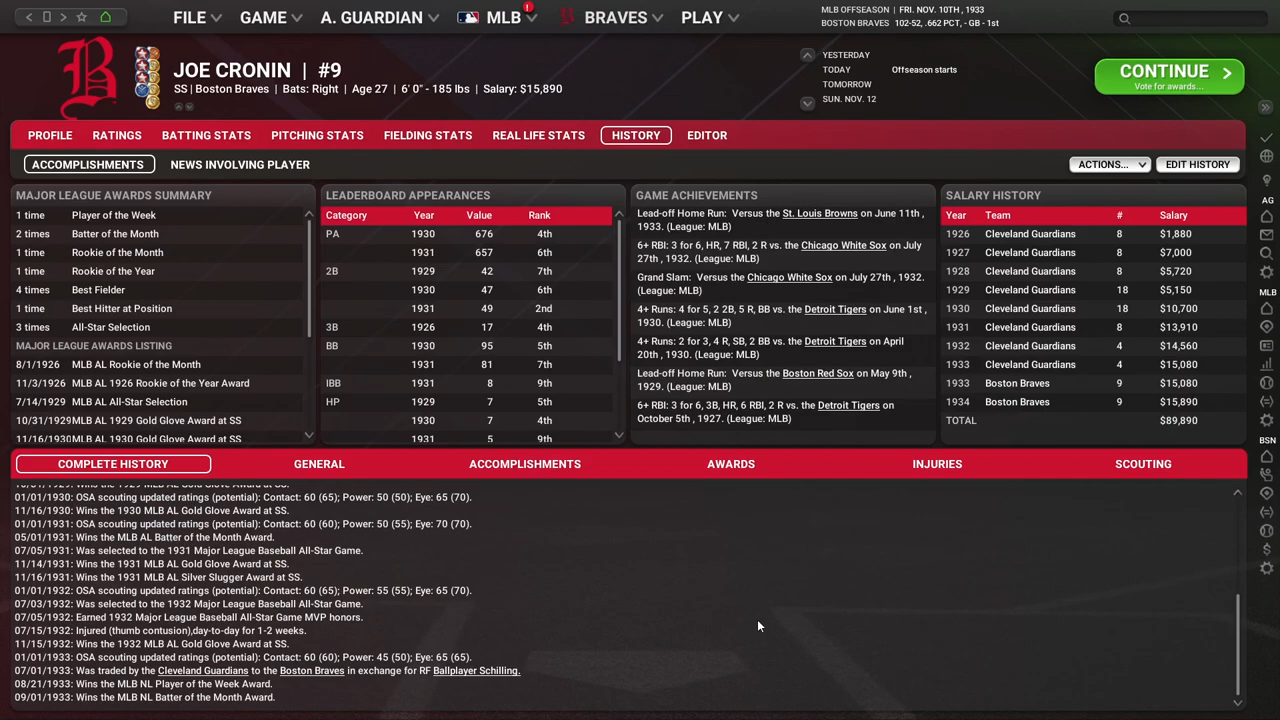 FILE GAME A. GUARDIAN MLB 1 BRAVES PLAY
MLB OFFSEASON | FRI. NOV. 10TH , 1933
BOSTON BRAVES 102-52, .662 PCT, - GB - 1st
B
JOE CRONIN | #9
SS | Boston Braves | Bats: Right | Age 27 | 6' 0" - 185 lbs | Salary: $15,890
YESTERDAY
TODAY Offseason starts
TOMORROW
SUN. NOV. 12
CONTINUE
Vote for awards...
PROFILE RATINGS BATTING STATS PITCHING STATS FIELDING STATS REAL LIFE STATS HISTORY EDITOR
ACCOMPLISHMENTS NEWS INVOLVING PLAYER ACTIONS... EDIT HISTORY
MAJOR LEAGUE AWARDS SUMMARY
1 time Player of the Week
2 times Batter of the Month
1 time Rookie of the Month
1 time Rookie of the Year
4 times Best Fielder
1 time Best Hitter at Position
3 times All-Star Selection
MAJOR LEAGUE AWARDS LISTING
8/1/1926 MLB AL Rookie of the Month
11/3/1926 MLB AL 1926 Rookie of the Year Award
7/14/1929 MLB AL All-Star Selection
10/31/1929 MLB AL 1929 Gold Glove Award at SS
11/16/1930 MLB AL 1930 Gold Glove Award at SS
LEADERBOARD APPEARANCES
Category Year Value Rank
PA 1930 676 4th
1931 657 6th
2B 1929 42 7th
1930 47 6th
1931 49 2nd
3B 1926 17 4th
BB 1930 95 5th
1931 81 7th
IBB 1931 8 9th
HP 1929 7 5th
1930 7 4th
1931 5 9th
GAME ACHIEVEMENTS
Lead-off Home Run: Versus the St. Louis Browns on June 11th ,
1933. (League: MLB)
6+ RBI: 3 for 6, HR, 7 RBI, 2 R vs. the Chicago White Sox on July
27th , 1932. (League: MLB)
Grand Slam: Versus the Chicago White Sox on July 27th , 1932.
(League: MLB)
4+ Runs: 4 for 5, 2 2B, 5 R, BB vs. the Detroit Tigers on June 1st ,
1930. (League: MLB)
4+ Runs: 2 for 3, 4 R, SB, 2 BB vs. the Detroit Tigers on April
20th , 1930. (League: MLB)
Lead-off Home Run: Versus the Boston Red Sox on May 9th ,
1929. (League: MLB)
6+ RBI: 3 for 6, 3B, HR, 6 RBI, 2 R vs. the Detroit Tigers on
October 5th , 1927. (League: MLB)
SALARY HISTORY
Year Team # Salary
1926 Cleveland Guardians 8 $1,880
1927 Cleveland Guardians 8 $7,000
1928 Cleveland Guardians 8 $5,720
1929 Cleveland Guardians 18 $5,150
1930 Cleveland Guardians 18 $10,700
1931 Cleveland Guardians 8 $13,910
1932 Cleveland Guardians 4 $14,560
1933 Cleveland Guardians 4 $15,080
1933 Boston Braves 9 $15,080
1934 Boston Braves 9 $15,890
TOTAL $89,890
AG
MLB
BSN
COMPLETE HISTORY GENERAL ACCOMPLISHMENTS AWARDS INJURIES SCOUTING
10/01/1929: Wins the 1929 MLB AL Gold Glove Award at SS.
01/01/1930: OSA scouting updated ratings (potential): Contact: 60 (65); Power: 50 (50); Eye: 65 (70).
11/16/1930: Wins the 1930 MLB AL Gold Glove Award at SS.
01/01/1931: OSA scouting updated ratings (potential): Contact: 60 (60); Power: 50 (55); Eye: 70 (70).
05/01/1931: Wins the MLB AL Batter of the Month Award.
07/05/1931: Was selected to the 1931 Major League Baseball All-Star Game.
11/14/1931: Wins the 1931 MLB AL Gold Glove Award at SS.
11/16/1931: Wins the 1931 MLB AL Silver Slugger Award at SS.
01/01/1932: OSA scouting updated ratings (potential): Contact: 60 (65); Power: 55 (55); Eye: 65 (70).
07/03/1932: Was selected to the 1932 Major League Baseball All-Star Game.
07/05/1932: Earned 1932 Major League Baseball All-Star Game MVP honors.
07/15/1932: Injured (thumb contusion),day-to-day for 1-2 weeks.
11/15/1932: Wins the 1932 MLB AL Gold Glove Award at SS.
01/01/1933: OSA scouting updated ratings (potential): Contact: 60 (60); Power: 45 (50); Eye: 65 (65).
07/01/1933: Was traded by the Cleveland Guardians to the Boston Braves in exchange for RF Ballplayer Schilling.
08/21/1933: Wins the MLB NL Player of the Week Award.
09/01/1933: Wins the MLB NL Batter of the Month Award.